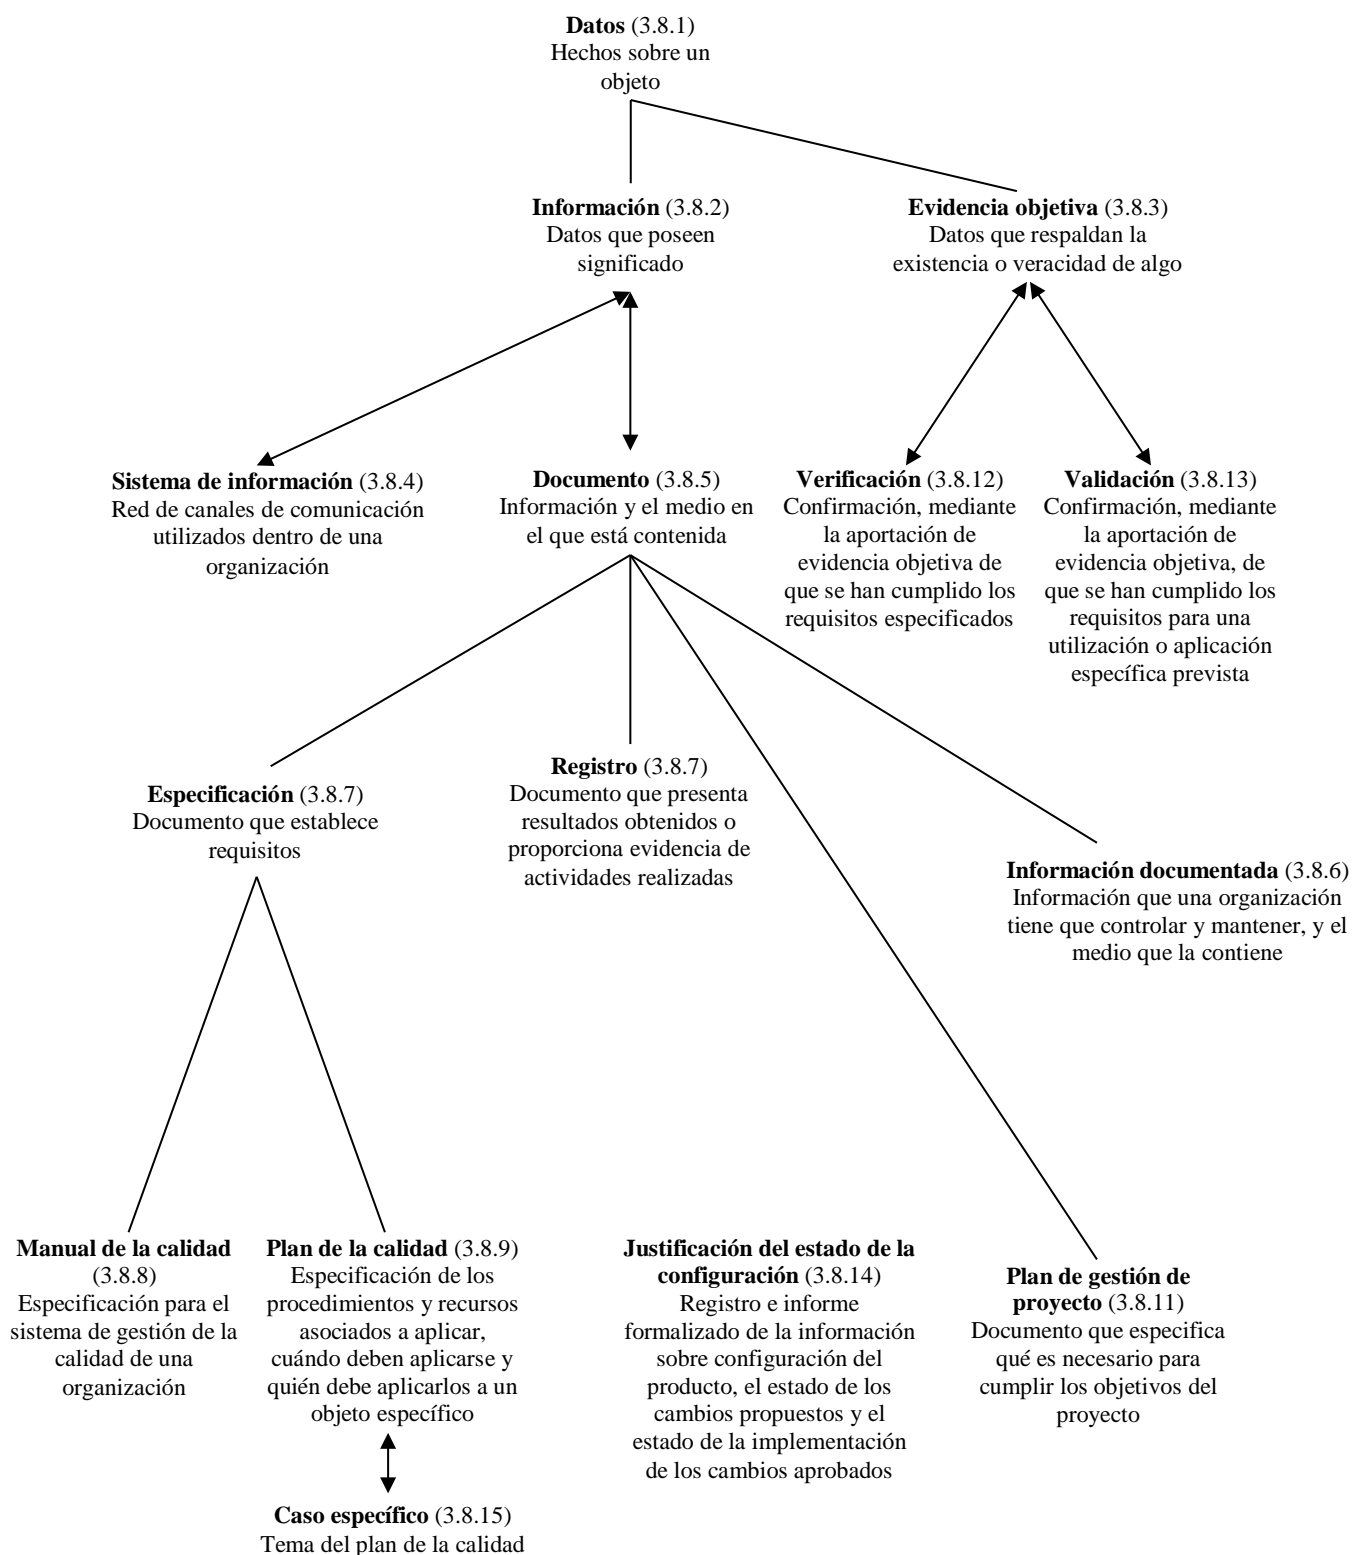 Datos (3.8.1)
Hechos sobre un
objeto
Información (3.8.2)
Datos que poseen
significado
Evidencia objetiva (3.8.3)
Datos que respaldan la
existencia o veracidad de algo
Sistema de información (3.8.4)
Red de canales de comunicación
utilizados dentro de una
organización
Documento (3.8.5)
Información y el medio en
el que está contenida
Verificación (3.8.12)
Confirmación, mediante
la aportación de
evidencia objetiva de
que se han cumplido los
requisitos especificados
Validación (3.8.13)
Confirmación, mediante
la aportación de
evidencia objetiva, de
que se han cumplido los
requisitos para una
utilización o aplicación
específica prevista
Especificación (3.8.7)
Documento que establece
requisitos
Registro (3.8.7)
Documento que presenta
resultados obtenidos o
proporciona evidencia de
actividades realizadas
Información documentada (3.8.6)
Información que una organización
tiene que controlar y mantener, y el
medio que la contiene
Manual de la calidad
(3.8.8)
Especificación para el
sistema de gestión de la
calidad de una
organización
Plan de la calidad (3.8.9)
Especificación de los
procedimientos y recursos
asociados a aplicar,
cuándo deben aplicarse y
quién debe aplicarlos a un
objeto específico
Justificación del estado de la
configuración (3.8.14)
Registro e informe
formalizado de la información
sobre configuración del
producto, el estado de los
cambios propuestos y el
estado de la implementación
de los cambios aprobados
Plan de gestión de
proyecto (3.8.11)
Documento que especifica
qué es necesario para
cumplir los objetivos del
proyecto
Caso específico (3.8.15)
Tema del plan de la calidad